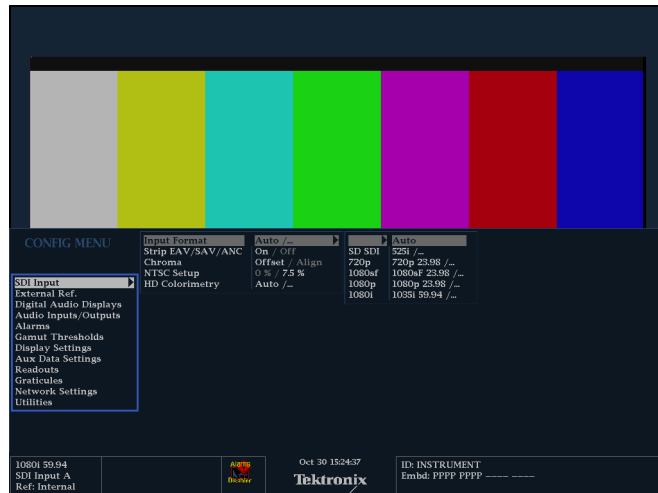 CONFIG MENU
SDI Input
External Ref.
Digital Audio Displays
Audio Inputs/Outputs
Alarms
Gamut Thresholds
Display Settings
Aux Data Settings
Readouts
Graticules
Network Settings
Utilities
Input Format Auto /...
Strip EAV/SAV/ANC On / Off
Chroma Offset / Align
NTSC Setup 0 % / 7.5 %
HD Colorimetry Auto /...
Auto
SD SDI 525i /...
720p 720p 23.98 /...
1080sf 1080sF 23.98 /...
1080p 1080p 23.98 /...
1080i 1035i 59.94 /...
1080i 59.94
SDI Input A
Ref: Internal
Alarms
Disabler
Oct 30 15:24:37
Tektronix
ID: INSTRUMENT
Embd: PPPP PPPP ---- ----